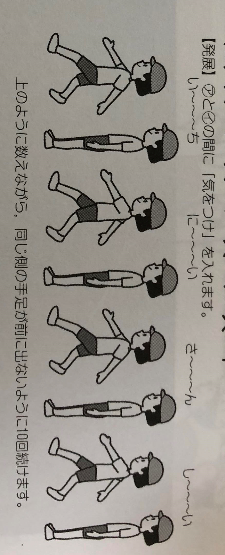 【発展】㋐と㋑の間に「気をつけ」を入れます。
い〜〜〜ち
に〜〜〜い
さ〜〜〜ん
し〜〜〜い
上のように数えながら，同じ側の手足が前に出ないように10回続けます。